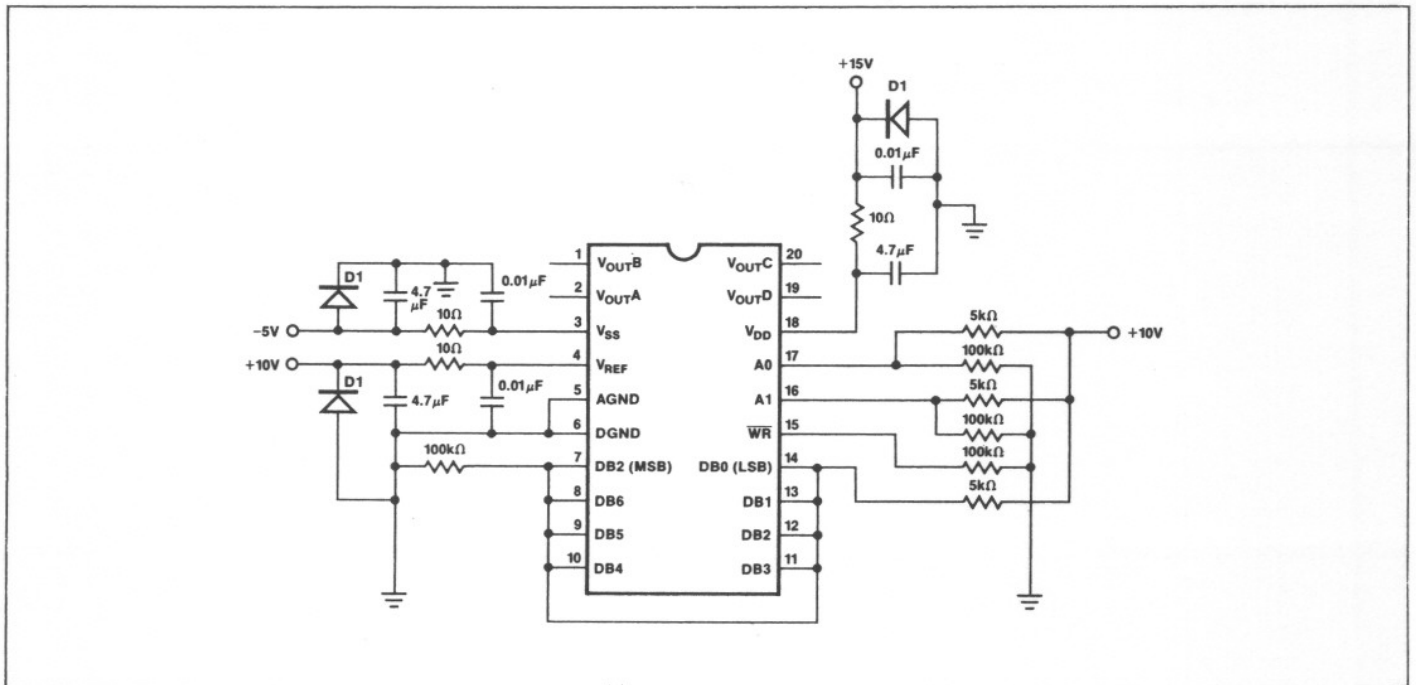 +15V
D1
0.01μF
10Ω
4.7μF
D1
4.7
μF
0.01μF
10Ω
-5V
10Ω
+10V
D1
4.7μF
0.01μF
100kΩ
1 VOUTB
2 VOUTA
3 VSS
4 VREF
5 AGND
6 DGND
7 DB2 (MSB)
8 DB6
9 DB5
10 DB4
VOUTC 20
VOUTD 19
VDD 18
A0 17
A1 16
WR 15
DB0 (LSB) 14
DB1 13
DB2 12
DB3 11
5kΩ
+10V
100kΩ
5kΩ
100kΩ
100kΩ
5kΩ